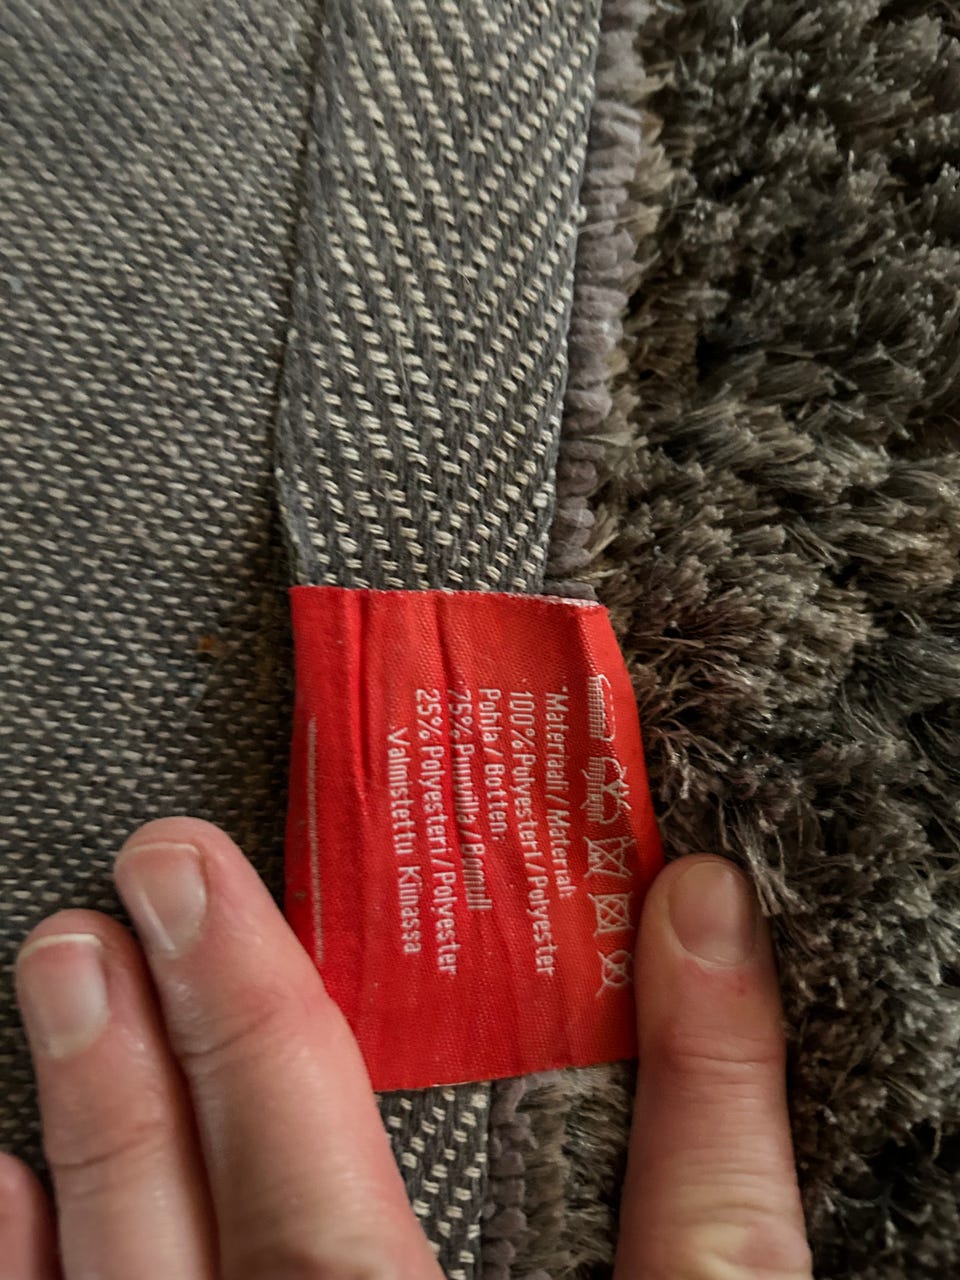 Materiaali / Material:
100% Polyesteri / Polyester
Pohja / Botten:
75% Puuvilla / Bomull
25% Polyesteri / Polyester
Valmistettu Kiinassa